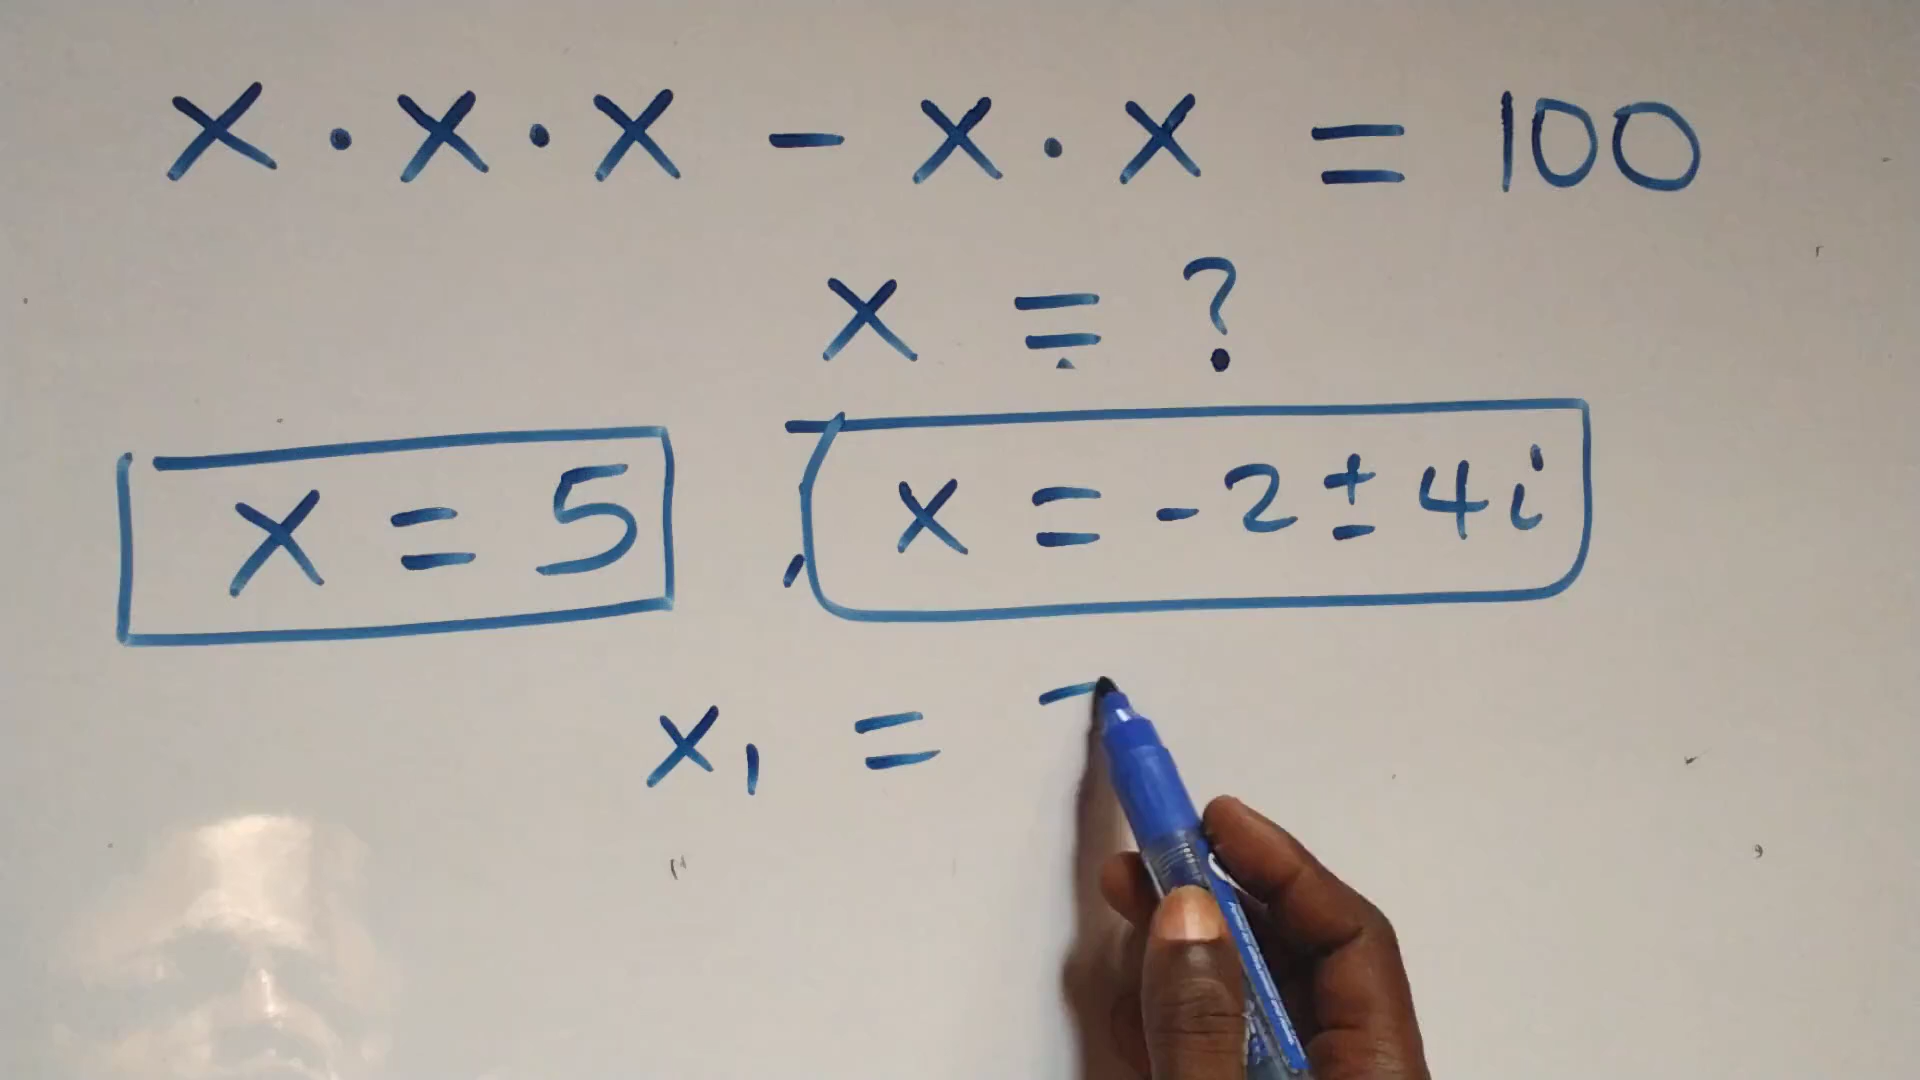 x · x · x - x · x = 100
x = ?
x = 5 , x = -2 ± 4i
x₁ =